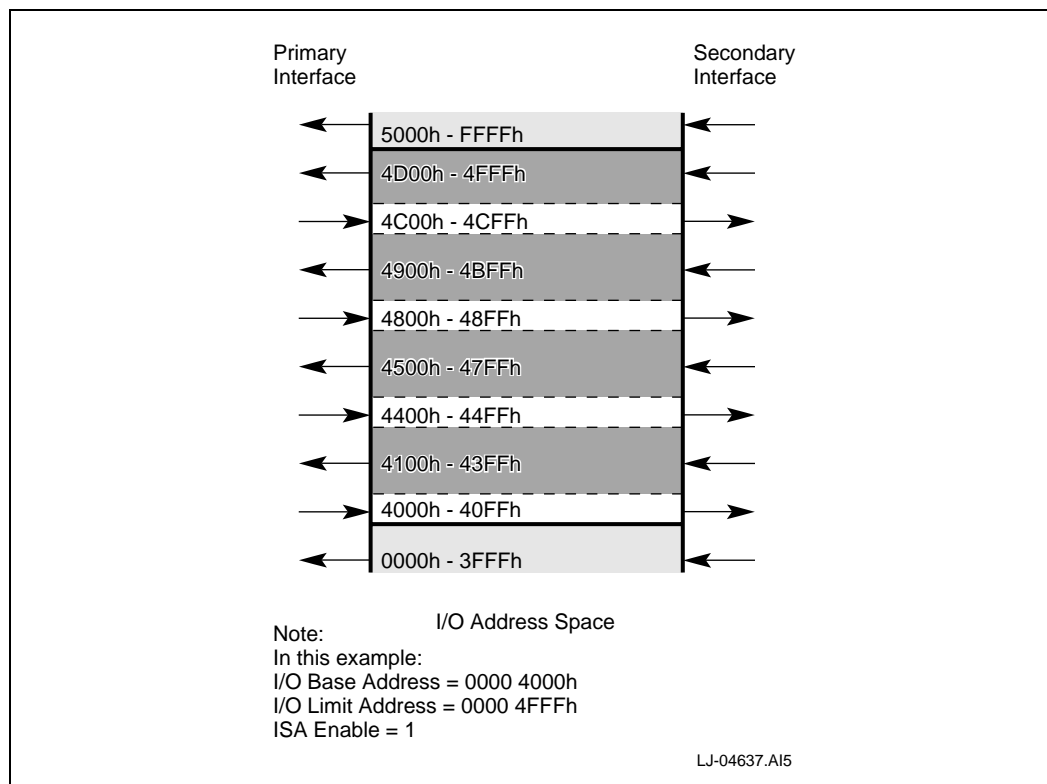 Primary
Interface
Secondary
Interface
5000h - FFFFh
4D00h - 4FFFh
4C00h - 4CFFh
4900h - 4BFFh
4800h - 48FFh
4500h - 47FFh
4400h - 44FFh
4100h - 43FFh
4000h - 40FFh
0000h - 3FFFh
I/O Address Space
Note:
In this example:
I/O Base Address = 0000 4000h
I/O Limit Address = 0000 4FFFh
ISA Enable = 1
LJ-04637.AI5